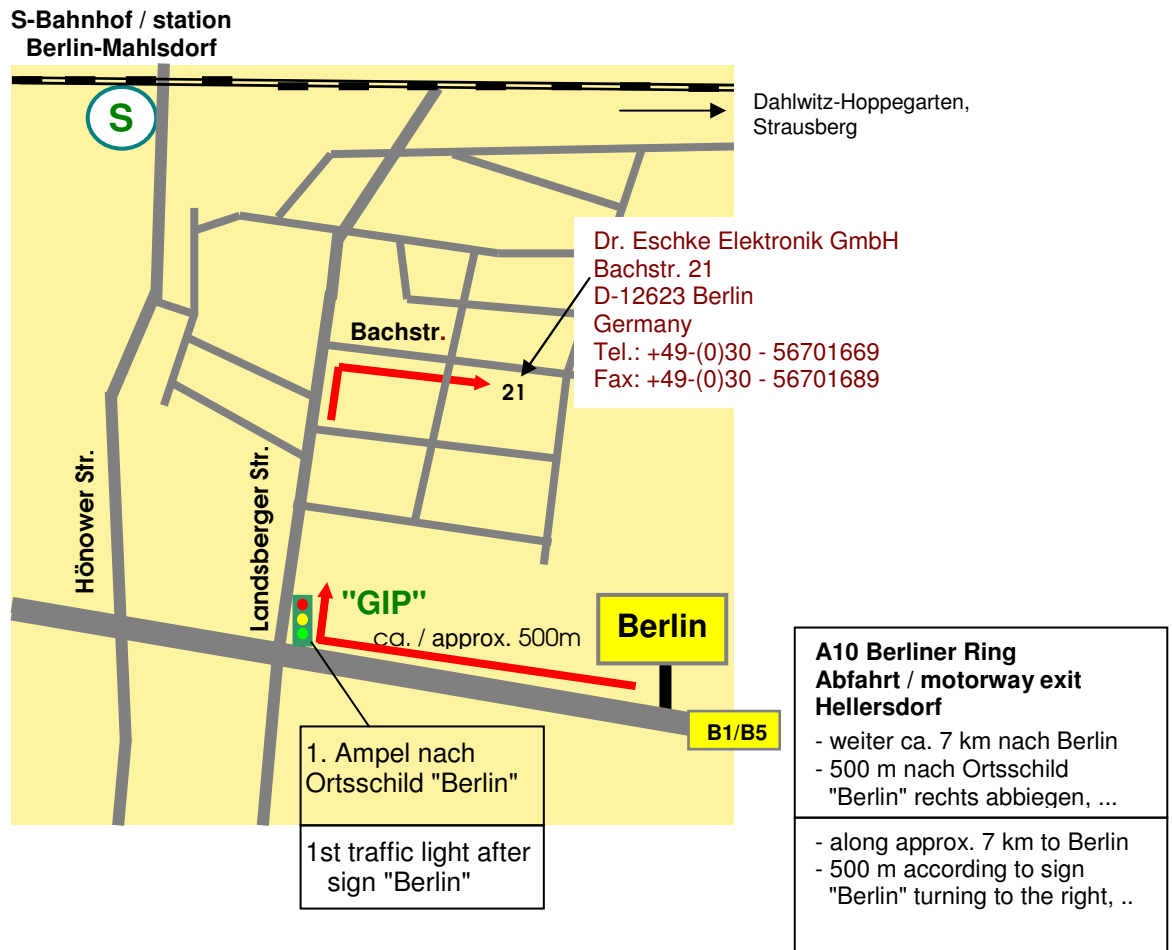 S-Bahnhof / station
Berlin-Mahlsdorf
S
Dahlwitz-Hoppegarten,
Strausberg
Dr. Eschke Elektronik GmbH
Bachstr. 21
D-12623 Berlin
Germany
Tel.: +49-(0)30 - 56701669
Fax: +49-(0)30 - 56701689
Bachstr.
21
Hönower Str.
Landsberger Str.
"GIP"
ca. / approx. 500m
Berlin
B1/B5
1. Ampel nach
Ortsschild "Berlin"
1st traffic light after
sign "Berlin"
A10 Berliner Ring
Abfahrt / motorway exit
Hellersdorf
- weiter ca. 7 km nach Berlin
- 500 m nach Ortsschild
"Berlin" rechts abbiegen, ...
- along approx. 7 km to Berlin
- 500 m according to sign
"Berlin" turning to the right, ..